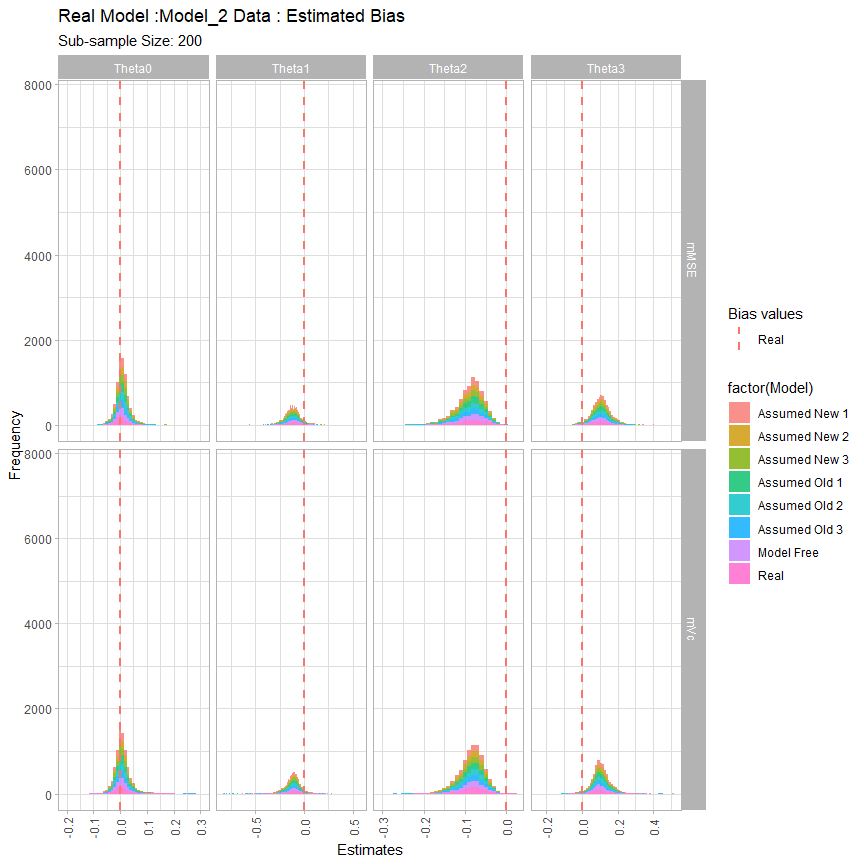 Real Model :Model_2 Data : Estimated Bias
Sub-sample Size: 200
Theta0 Theta1 Theta2 Theta3
8000
6000
4000
2000
0
mMSE
8000
6000
4000
2000
0
mVc
Frequency
-0.2 -0.1 0.0 0.1 0.2 0.3 -0.5 0.0 0.5 -0.3 -0.2 -0.1 0.0 -0.2 0.0 0.2 0.4
Estimates
Bias values
Real
factor(Model)
Assumed New 1
Assumed New 2
Assumed New 3
Assumed Old 1
Assumed Old 2
Assumed Old 3
Model Free
Real